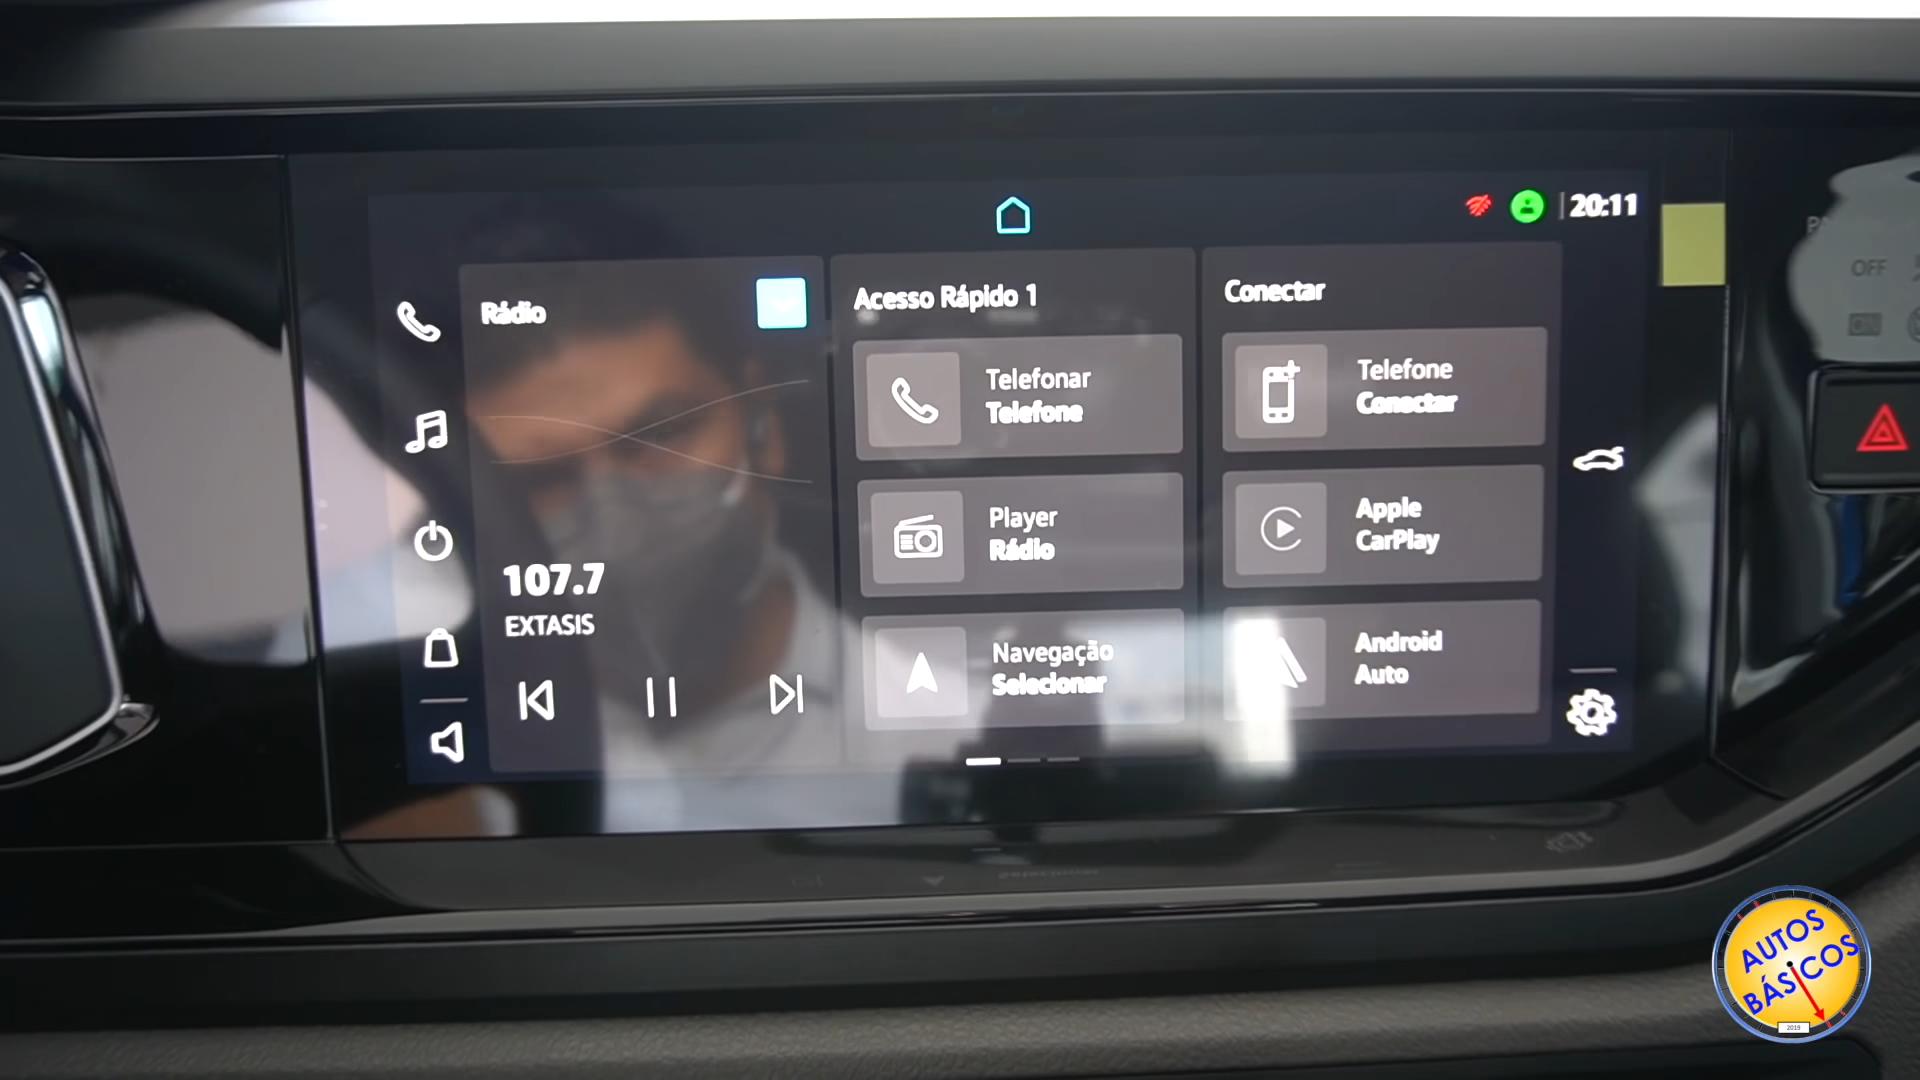 20:11
Rádio
107.7
EXTASIS
Acesso Rápido 1
Telefonar
Telefone
Player
Rádio
Navegação
Selecionar
Conectar
Telefone
Conectar
Apple
CarPlay
Android
Auto
OFF
AUTOS
BÁSICOS
2019